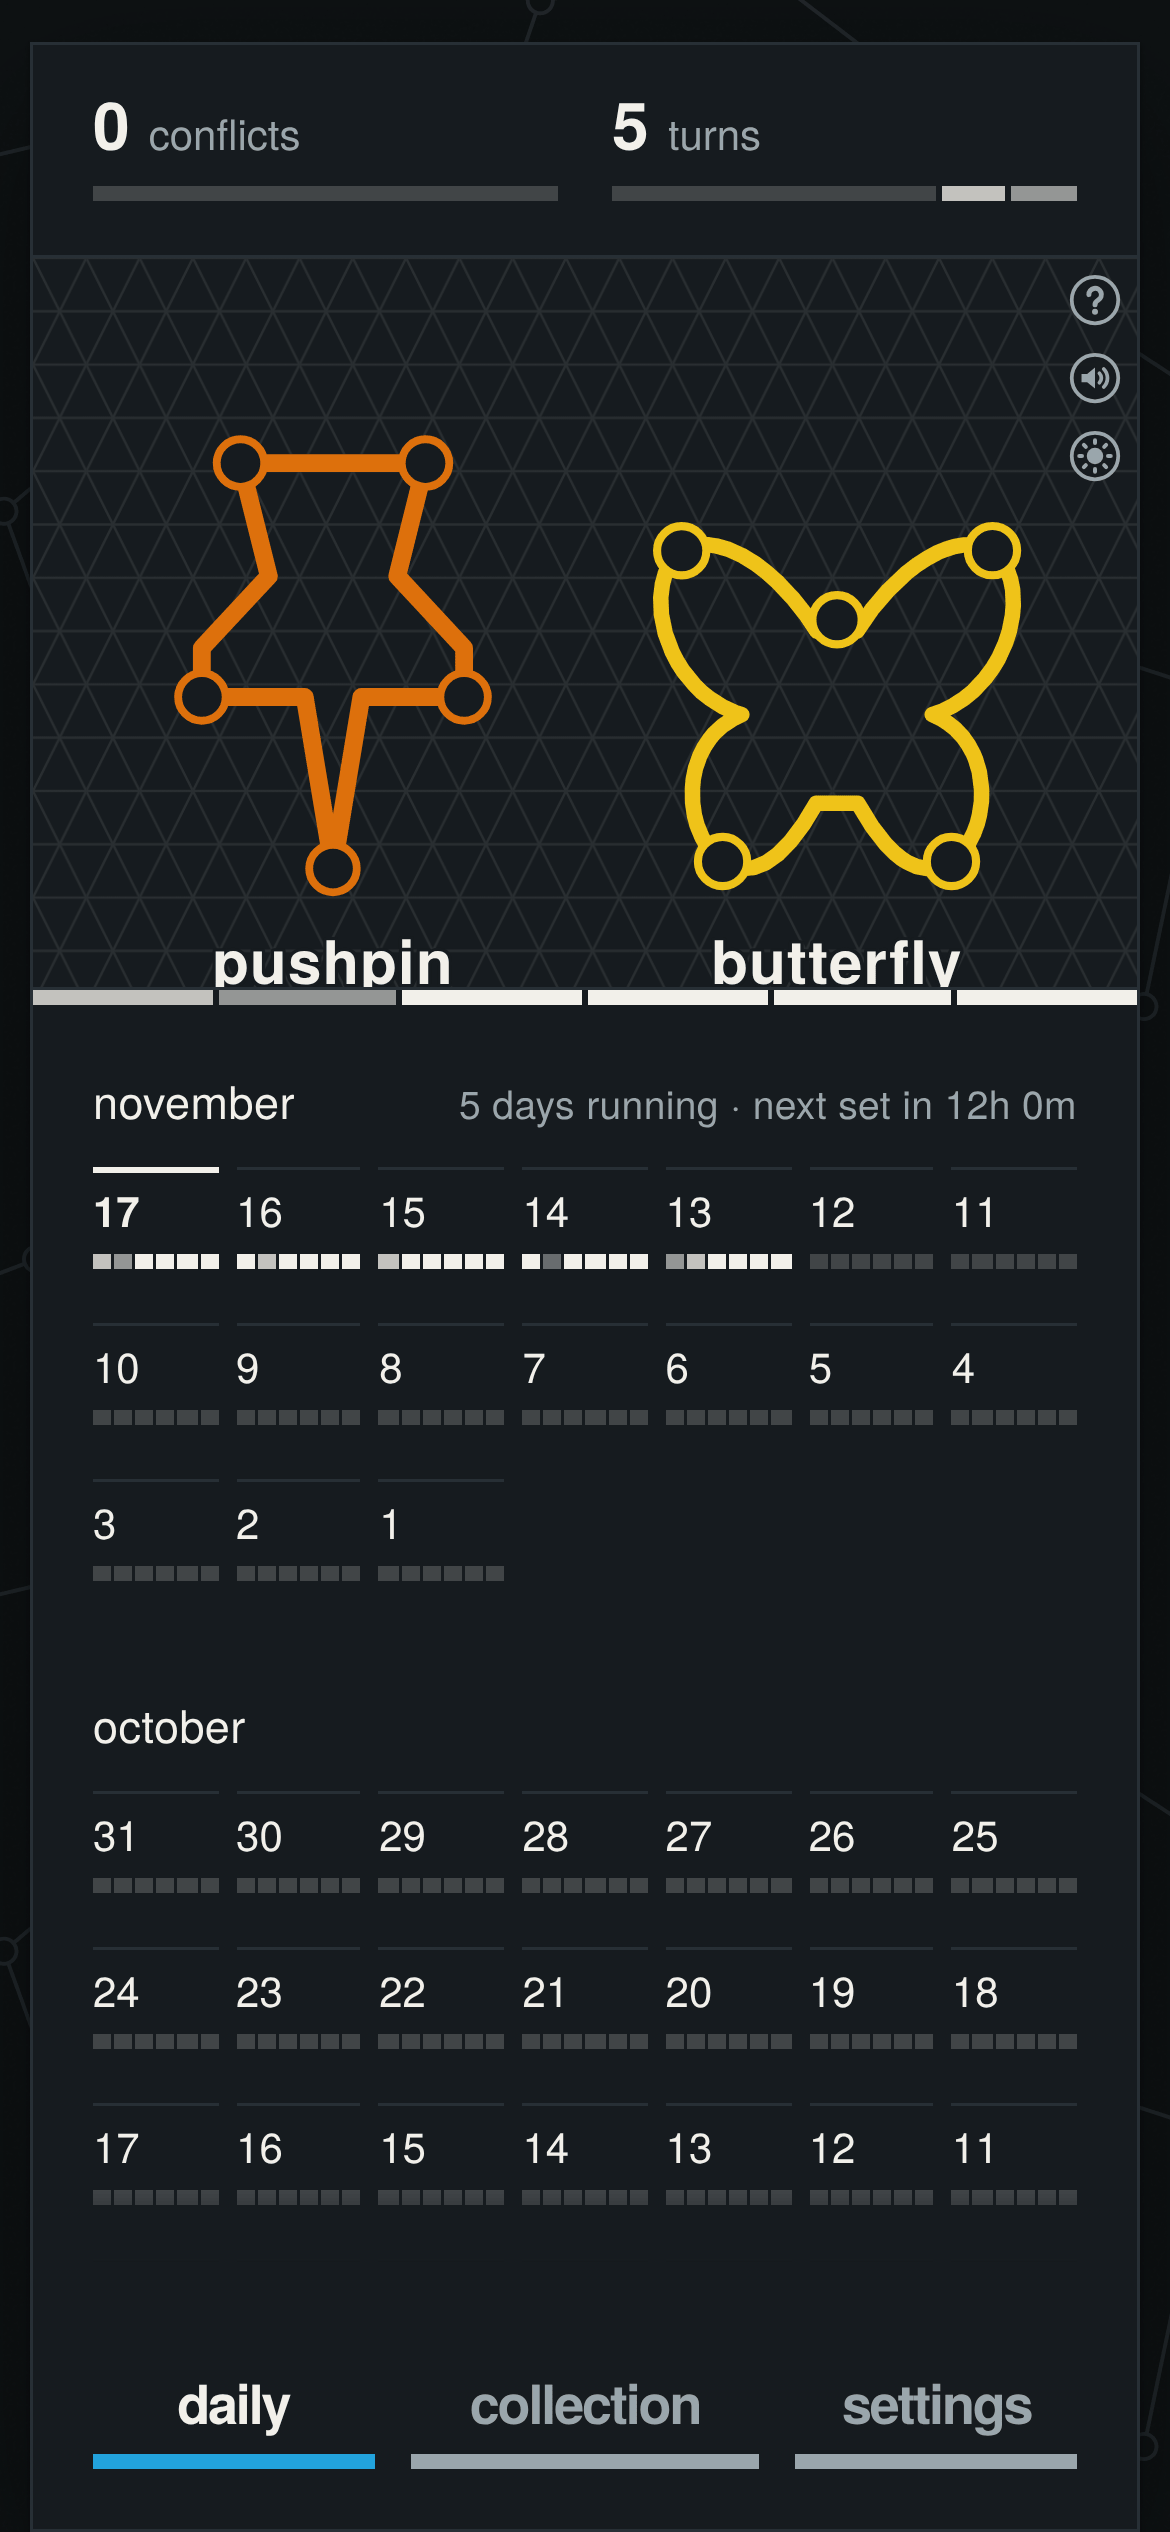 0 conflicts
5 turns
?
pushpin
butterfly
november
5 days running · next set in 12h 0m
17 16 15 14 13 12 11
10 9 8 7 6 5 4
3 2 1
october
31 30 29 28 27 26 25
24 23 22 21 20 19 18
17 16 15 14 13 12 11
daily
collection
settings